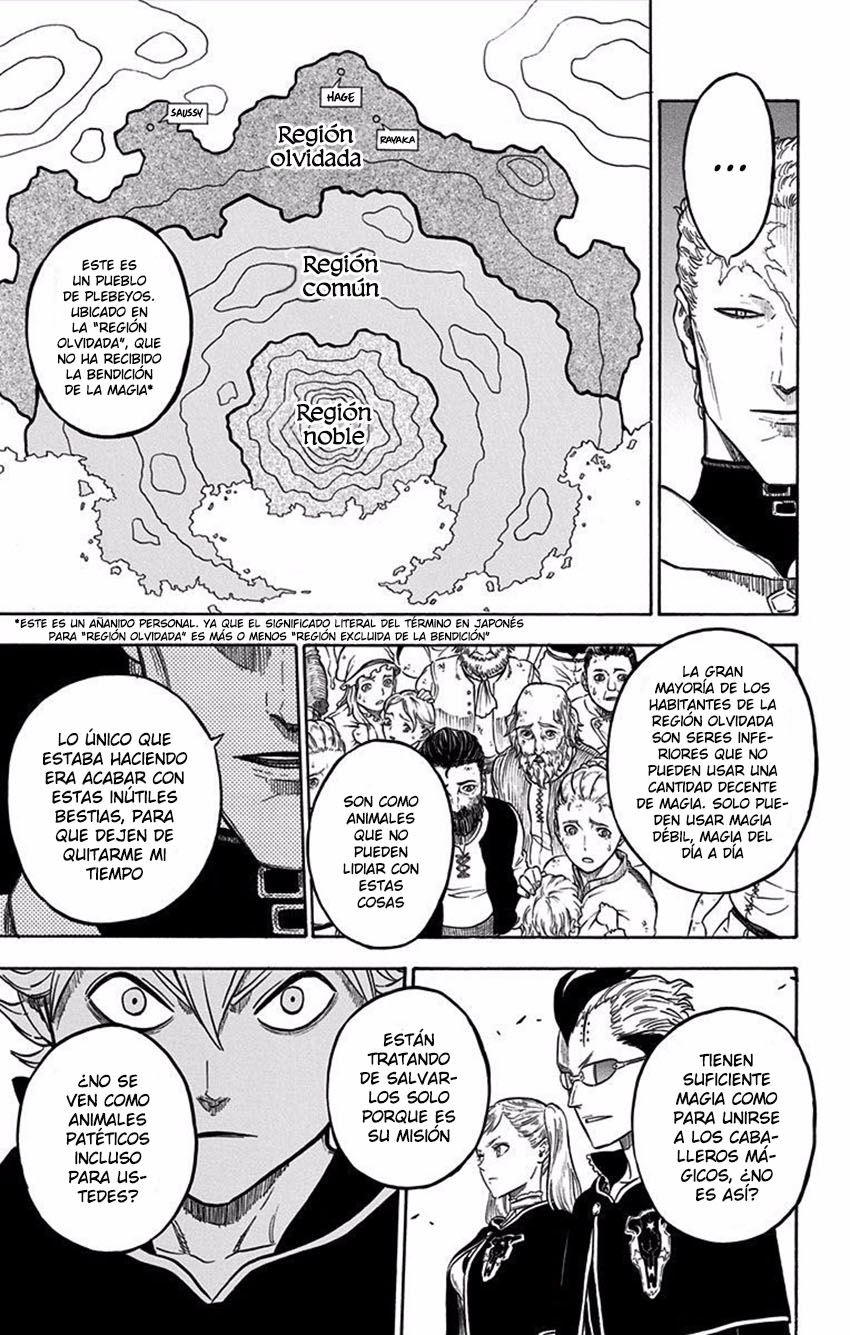 ...
ESTE ES
UN PUEBLO
DE PLEBEYOS.
UBICADO EN
LA "REGIÓN
OLVIDADA", QUE
NO HA RECIBIDO
LA BENDICIÓN
DE LA MAGIA*
SAUSSY
HAGE
RAYAKA
Región
olvidada
Región
común
Región
noble
*ESTE ES UN AÑANIDO PERSONAL. YA QUE EL SIGNIFICADO LITERAL DEL TÉRMINO EN JAPONÉS
PARA "REGIÓN OLVIDADA" ES MÁS O MENOS "REGIÓN EXCLUIDA DE LA BENDICIÓN"
LA GRAN
MAYORÍA DE LOS
HABITANTES DE LA
REGIÓN OLVIDADA
SON SERES INFE-
RIORES QUE NO
PUEDEN USAR UNA
CANTIDAD DECENTE
DE MAGIA. SOLO PUE-
DEN USAR MAGIA
DÉBIL, MAGIA DEL
DÍA A DÍA
SON COMO
ANIMALES
QUE NO
PUEDEN
LIDIAR CON
ESTAS
COSAS
LO ÚNICO QUE
ESTABA HACIENDO
ERA ACABAR CON
ESTAS INÚTILES
BESTIAS, PARA
QUE DEJEN DE
QUITARME MI
TIEMPO
TIENEN
SUFICIENTE
MAGIA COMO
PARA UNIRSE
A LOS CABA-
LLEROS MÁ-
GICOS, ¿NO
ES ASÍ?
ESTÁN
TRATANDO
DE SALVAR-
LOS SOLO
PORQUE ES
SU MISIÓN
¿NO SE
VEN COMO
ANIMALES
PATÉTICOS
INCLUSO
PARA US-
TEDES?